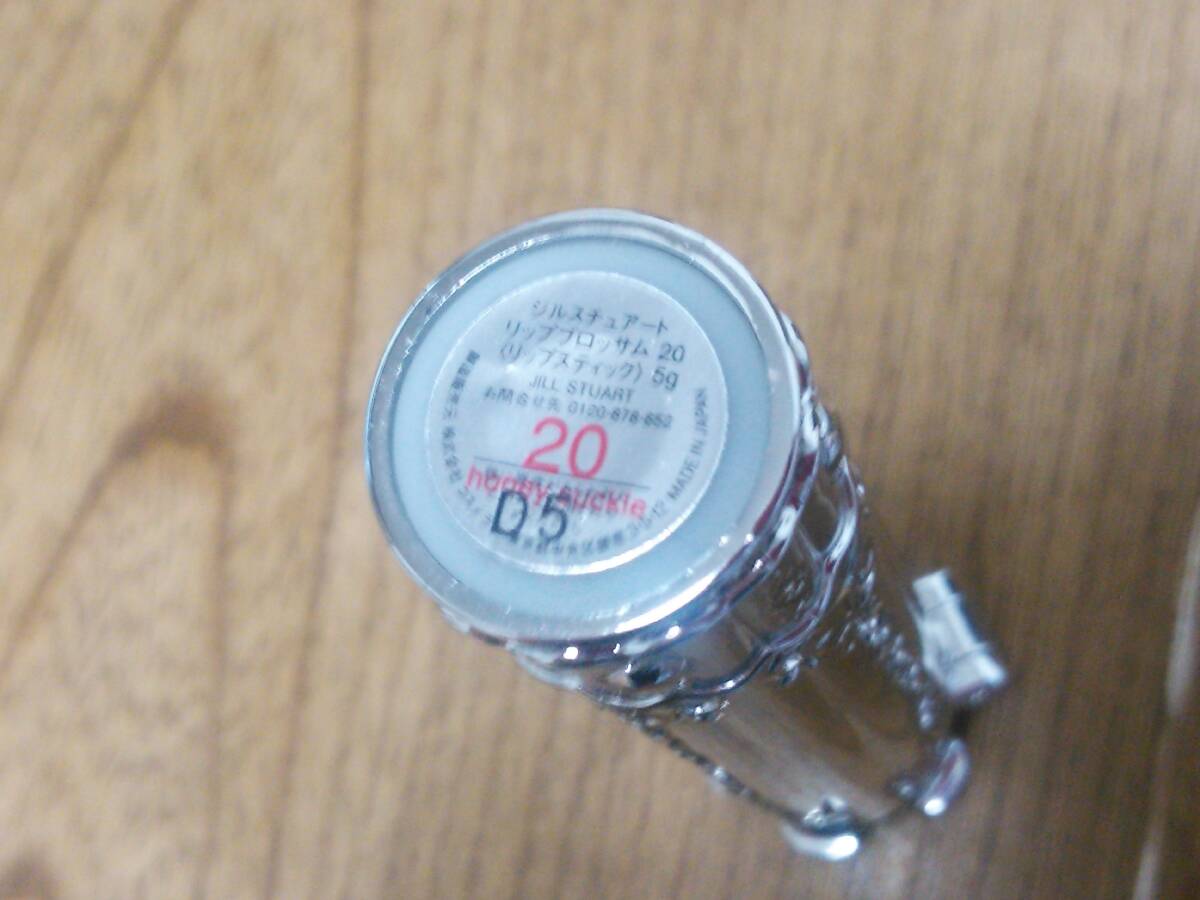 ジルスチュアート
リップブロッサム 20
〈リップスティック〉 5g
JILL STUART
お問合せ先 0120-878-652
20
honey suckle
D5
MADE IN JAPAN